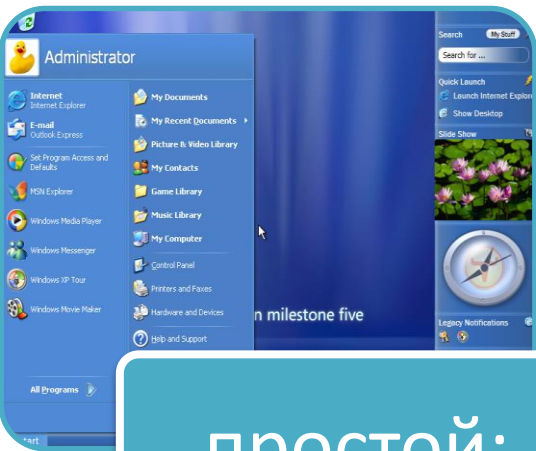 Administrator
Internet
Internet Explorer
E-mail
Outlook Express
Set Program Access and
Defaults
MSN Explorer
Windows Media Player
Windows Messenger
Windows XP Tour
Windows Movie Maker
All Programs
My Documents
My Recent Documents
Picture & Video Library
My Contacts
Game Library
Music Library
My Computer
Control Panel
Printers and Faxes
Hardware and Devices
Help and Support
milestone five
Search
My Stuff
Search for ...
Quick Launch
Launch Internet
Show Desktop
Slide Show
Legacy Notifications
простой: